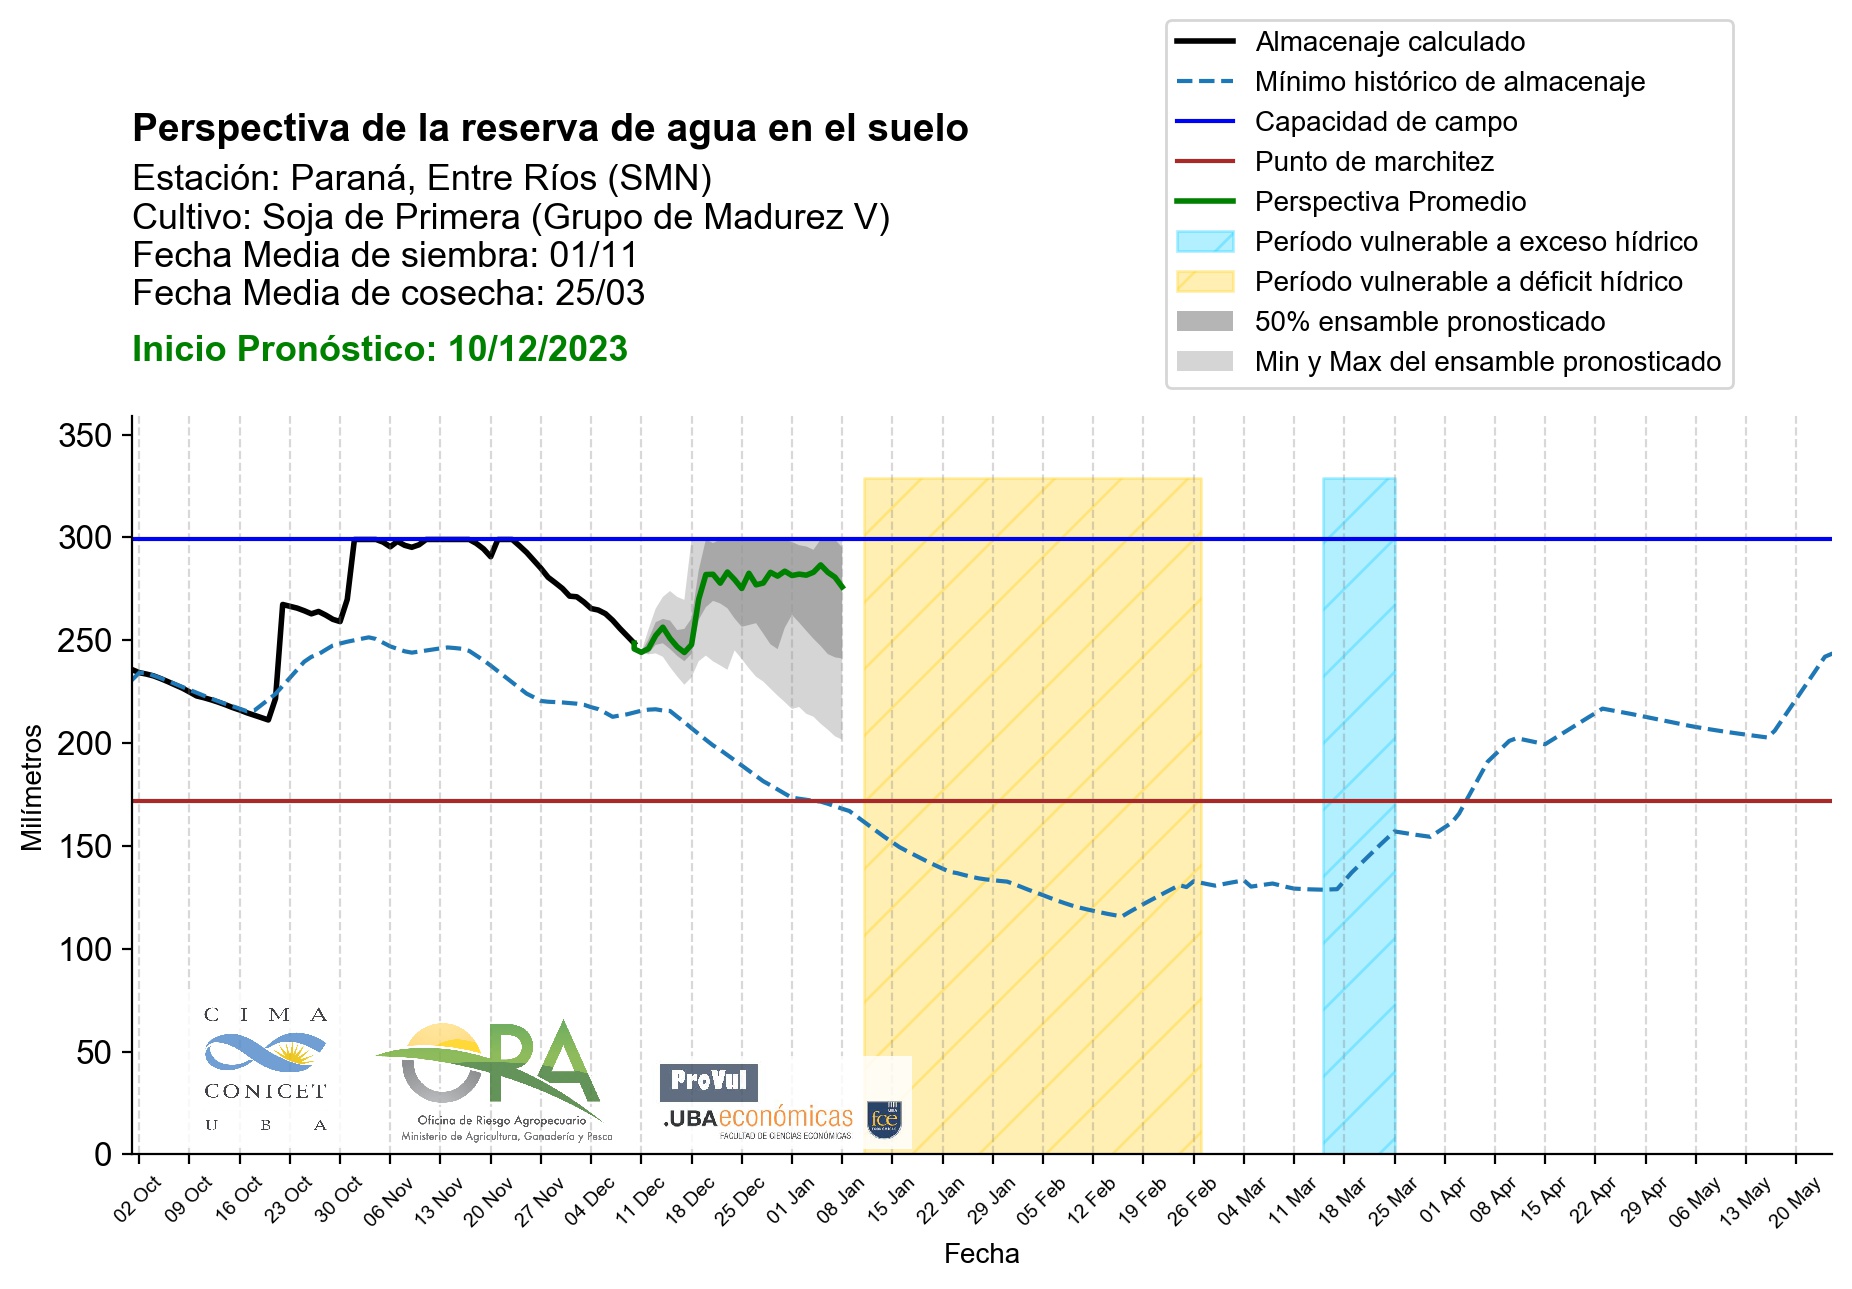 Almacenaje calculado
Mínimo histórico de almacenaje
Capacidad de campo
Punto de marchitez
Perspectiva Promedio
Período vulnerable a exceso hídrico
Período vulnerable a déficit hídrico
50% ensamble pronosticado
Min y Max del ensamble pronosticado
Perspectiva de la reserva de agua en el suelo
Estación: Paraná, Entre Ríos (SMN)
Cultivo: Soja de Primera (Grupo de Madurez V)
Fecha Media de siembra: 01/11
Fecha Media de cosecha: 25/03
Inicio Pronóstico: 10/12/2023
350
300
250
200
150
100
50
0
Milímetros
CIMA
CONICET
UBA
ORA
Oficina de Riesgo Agropecuario
Ministerio de Agricultura, Ganadería y Pesca
ProVul
.UBAeconómicas
FACULTAD DE CIENCIAS ECONÓMICAS
fce
02 Oct
09 Oct
16 Oct
23 Oct
30 Oct
06 Nov
13 Nov
20 Nov
27 Nov
04 Dec
11 Dec
18 Dec
25 Dec
01 Jan
08 Jan
15 Jan
22 Jan
29 Jan
05 Feb
12 Feb
19 Feb
26 Feb
04 Mar
11 Mar
18 Mar
25 Mar
01 Apr
08 Apr
15 Apr
22 Apr
29 Apr
06 May
13 May
20 May
Fecha